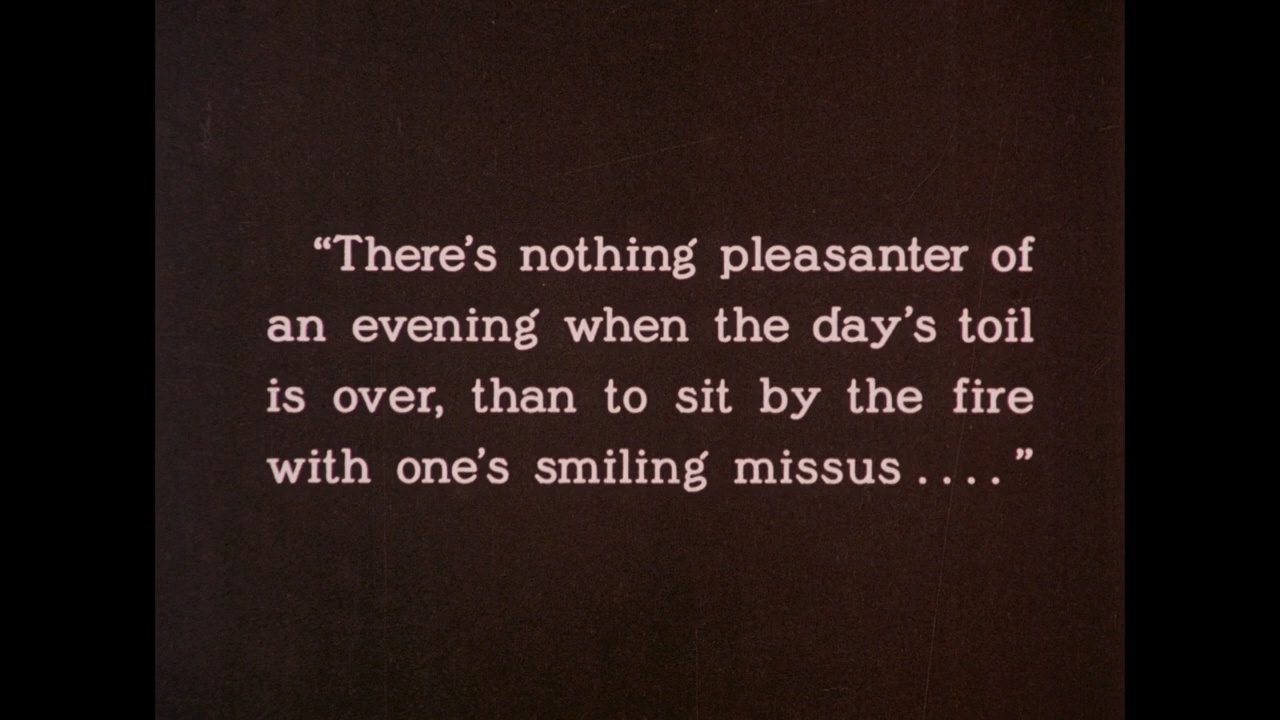 “There’s nothing pleasanter of
an evening when the day’s toil
is over, than to sit by the fire
with one’s smiling missus ....”